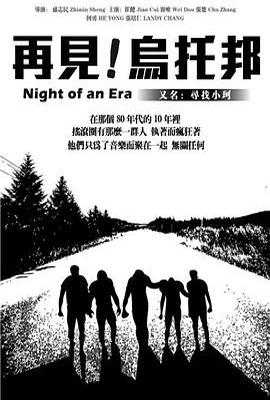 導演：盛志民 Zhimin Sheng 主演：崔健 Jian Cui 竇唯 Wei Dou 張楚 Chu Zhang
何勇 HE YONG 張培仁 LANDY CHANG
再見！烏托邦
Night of an Era 又名：尋找小珂
在那個 80 年代的 10 年裡
搖滾圈有那麼一群人 執著而瘋狂著
他們只爲了音樂而聚在一起 無關任何